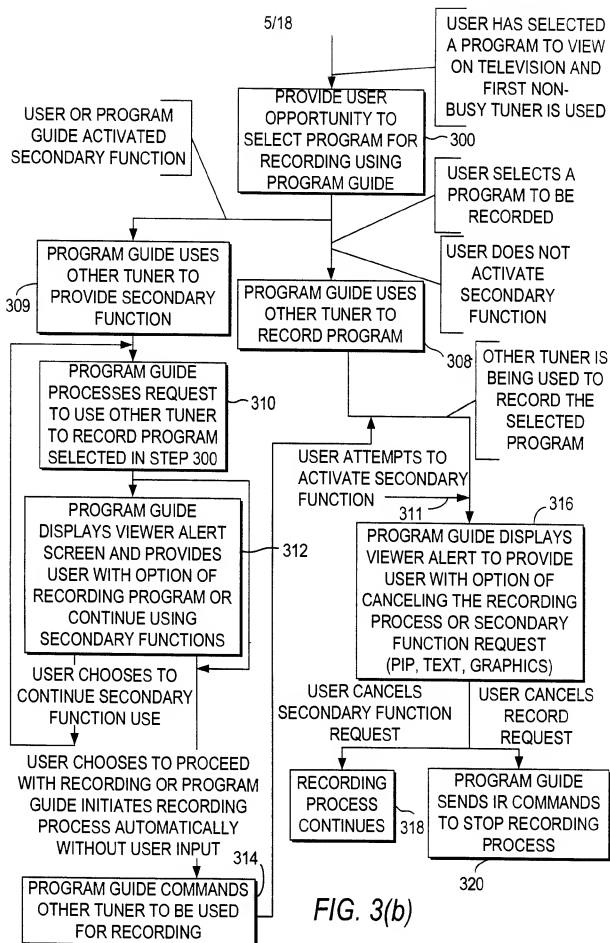 5/18
USER HAS SELECTED
A PROGRAM TO VIEW
ON TELEVISION AND
FIRST NON-
BUSY TUNER IS USED
USER OR PROGRAM
GUIDE ACTIVATED
SECONDARY FUNCTION
PROVIDE USER
OPPORTUNITY TO
SELECT PROGRAM FOR
RECORDING USING
PROGRAM GUIDE
300
USER SELECTS A
PROGRAM TO BE
RECORDED
USER DOES NOT
ACTIVATE
SECONDARY
FUNCTION
PROGRAM GUIDE USES
OTHER TUNER TO
PROVIDE SECONDARY
FUNCTION
309
PROGRAM GUIDE USES
OTHER TUNER TO
RECORD PROGRAM
308
OTHER TUNER IS
BEING USED TO
RECORD THE
SELECTED
PROGRAM
PROGRAM GUIDE
PROCESSES REQUEST
TO USE OTHER TUNER
TO RECORD PROGRAM
SELECTED IN STEP 300
310
USER ATTEMPTS TO
ACTIVATE SECONDARY
FUNCTION
311
PROGRAM GUIDE
DISPLAYS VIEWER ALERT
SCREEN AND PROVIDES
USER WITH OPTION OF
RECORDING PROGRAM OR
CONTINUE USING
SECONDARY FUNCTIONS
312
316
PROGRAM GUIDE DISPLAYS
VIEWER ALERT TO PROVIDE
USER WITH OPTION OF
CANCELING THE RECORDING
PROCESS OR SECONDARY
FUNCTION REQUEST
(PIP, TEXT, GRAPHICS)
USER CHOOSES TO
CONTINUE SECONDARY
FUNCTION USE
USER CANCELS
SECONDARY FUNCTION
REQUEST
USER CANCELS
RECORD
REQUEST
USER CHOOSES TO PROCEED
WITH RECORDING OR PROGRAM
GUIDE INITIATES RECORDING
PROCESS AUTOMATICALLY
WITHOUT USER INPUT
RECORDING
PROCESS
CONTINUES
318
PROGRAM GUIDE
SENDS IR COMMANDS
TO STOP RECORDING
PROCESS
320
314
PROGRAM GUIDE COMMANDS
OTHER TUNER TO BE USED
FOR RECORDING
FIG. 3(b)